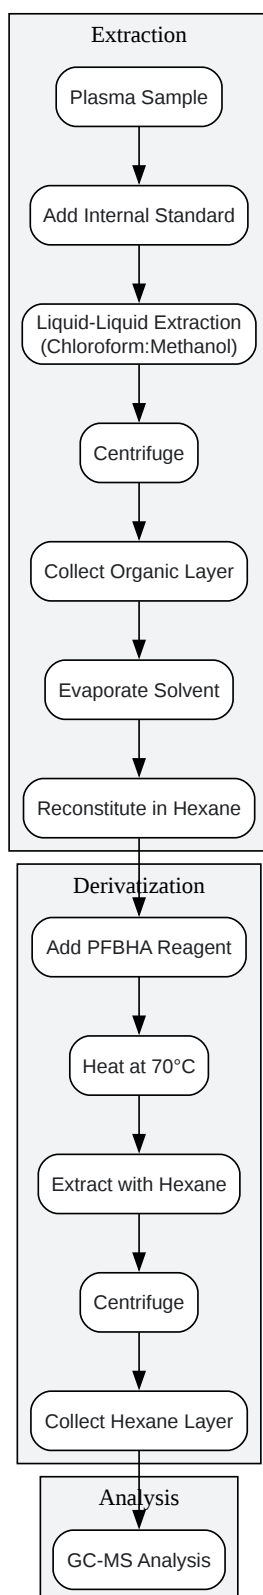 Extraction
Plasma Sample
Add Internal Standard
Liquid-Liquid Extraction
(Chloroform:Methanol)
Centrifuge
Collect Organic Layer
Evaporate Solvent
Reconstitute in Hexane
Derivatization
Add PFBHA Reagent
Heat at 70°C
Extract with Hexane
Centrifuge
Collect Hexane Layer
Analysis
GC-MS Analysis